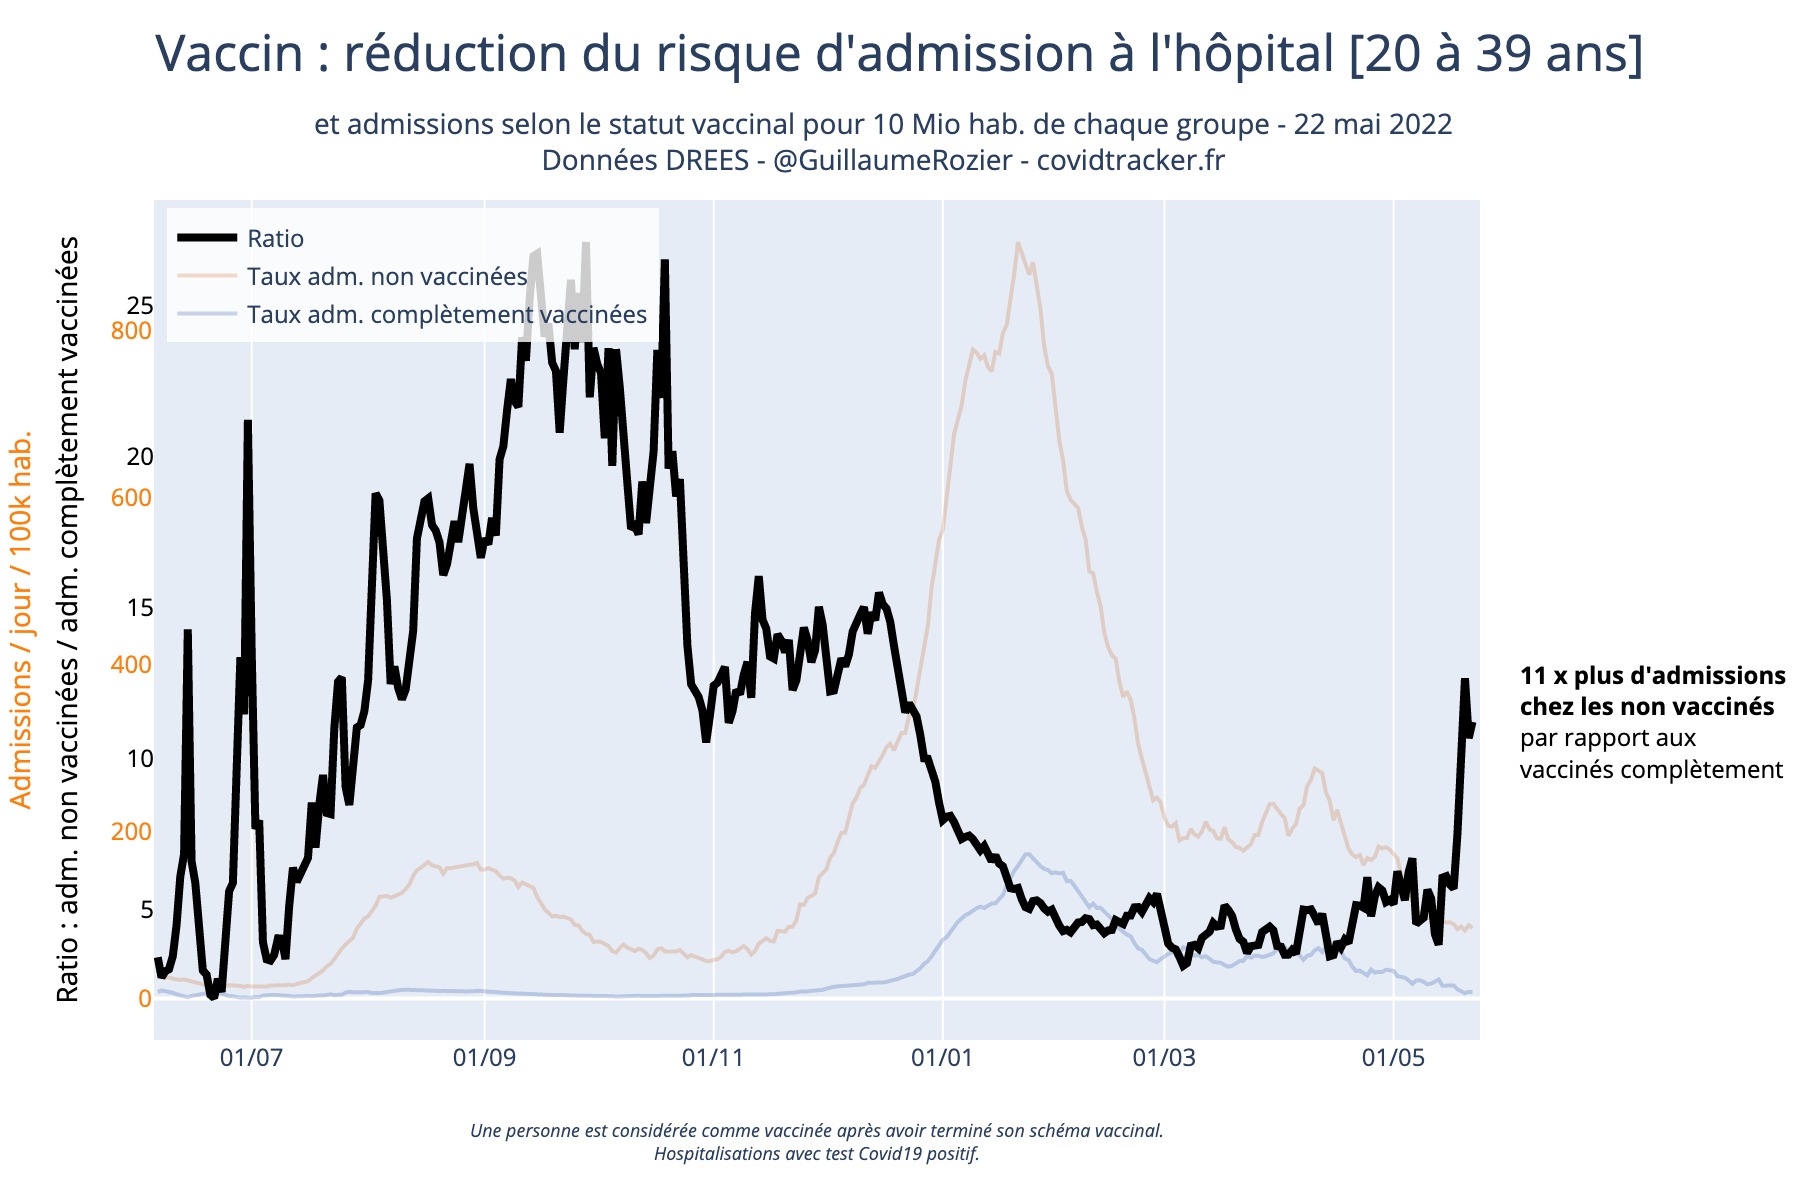 Vaccin : réduction du risque d'admission à l'hôpital [20 à 39 ans]
et admissions selon le statut vaccinal pour 10 Mio hab. de chaque groupe - 22 mai 2022
Données DREES - @GuillaumeRozier - covidtracker.fr
Admissions / jour / 100k hab.
Ratio : adm. non vaccinées / adm. complètement vaccinées
Ratio
Taux adm. non vaccinées
Taux adm. complètement vaccinées
25
800
20
600
15
400
10
200
5
0
11 x plus d'admissions
chez les non vaccinés
par rapport aux
vaccinés complètement
01/07
01/09
01/11
01/01
01/03
01/05
Une personne est considérée comme vaccinée après avoir terminé son schéma vaccinal.
Hospitalisations avec test Covid19 positif.